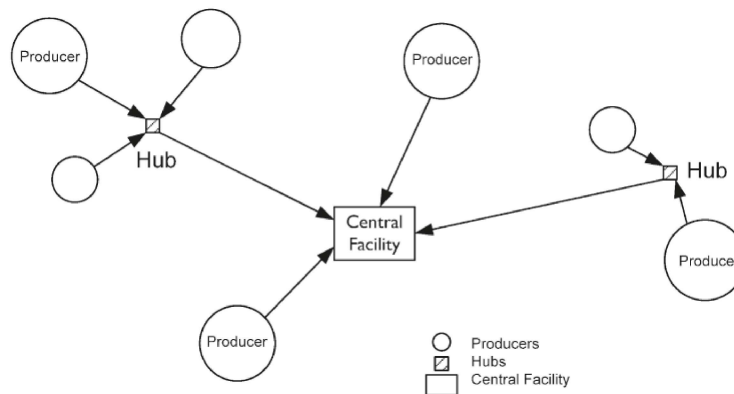 Producer
Producer
Hub
Hub
Central
Facility
Produce
Producer
Producers
Hubs
Central Facility